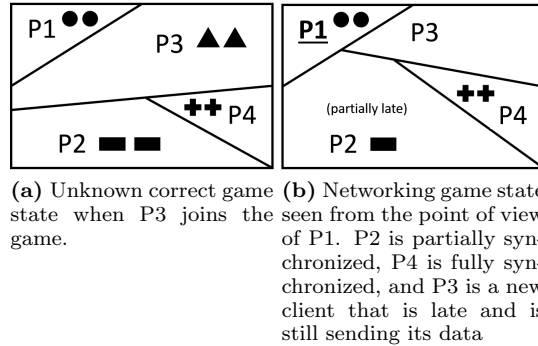 P1
P3
P4
P2
P1
P3
P4
(partially late)
P2
(a) Unknown correct game
state when P3 joins the
game.
(b) Networking game state
seen from the point of view
of P1. P2 is partially syn-
chronized, P4 is fully syn-
chronized, and P3 is a new
client that is late and is
still sending its data